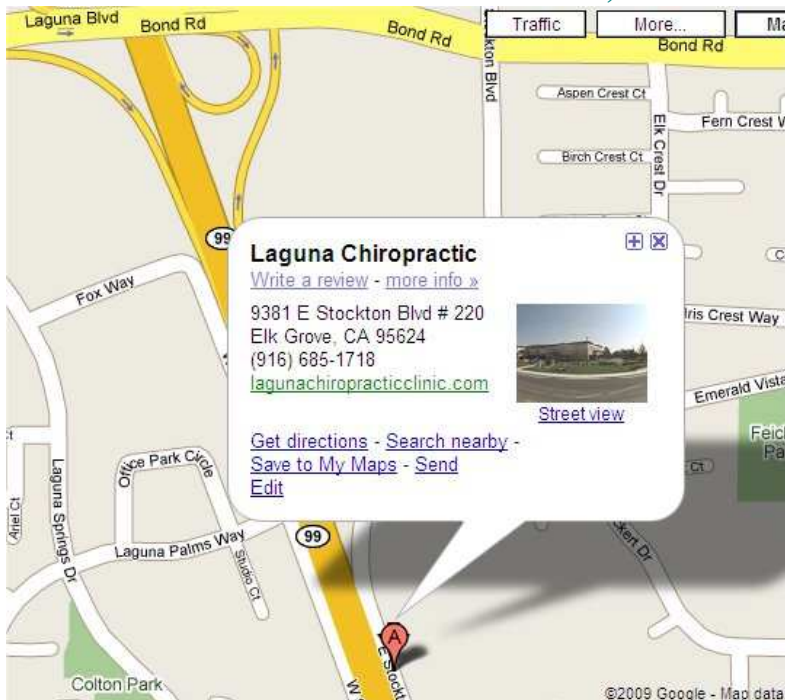 Laguna Blvd
Bond Rd
Bond Rd
Traffic
More...
Bond Rd
Aspen Crest Ct
Elk Crest Dr
Fern Crest
Birch Crest Ct
99
Fox Way
Laguna Chiropractic
Write a review - more info »
9381 E Stockton Blvd # 220
Elk Grove, CA 95624
(916) 685-1718
lagunachiropracticclinic.com
Street view
Get directions - Search nearby -
Save to My Maps - Send
Edit
Iris Crest Way
Emerald Vista
Ct
Office Park Circle
Laguna Springs Dr
Ariel Ct
Laguna Palms Way
Studio Ct
99
A
Colton Park
©2009 Google - Map data